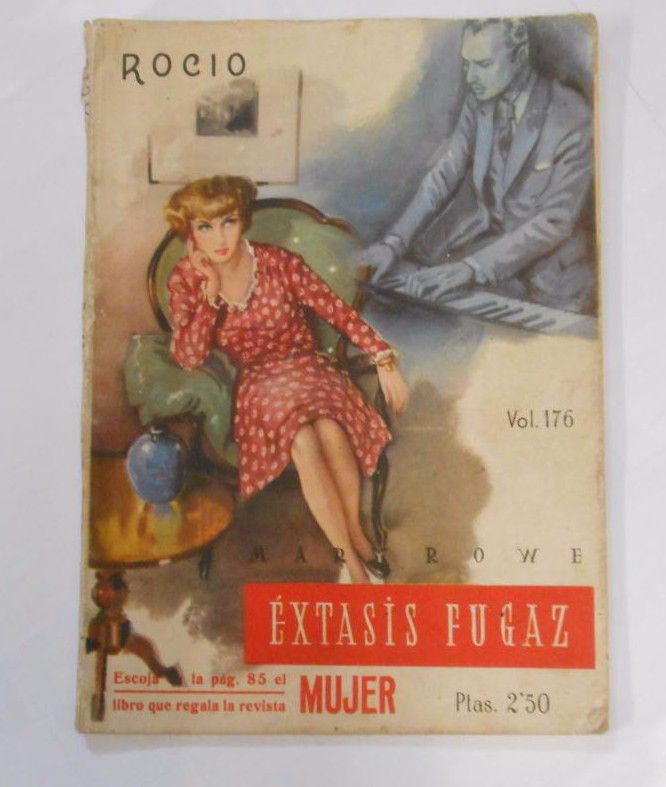 ROCIO
Vol. 176
MARY ROWE
ÉXTASIS FUGAZ
Escoja la pág. 85 el
libro que regala la revista
MUJER
Ptas. 2'50